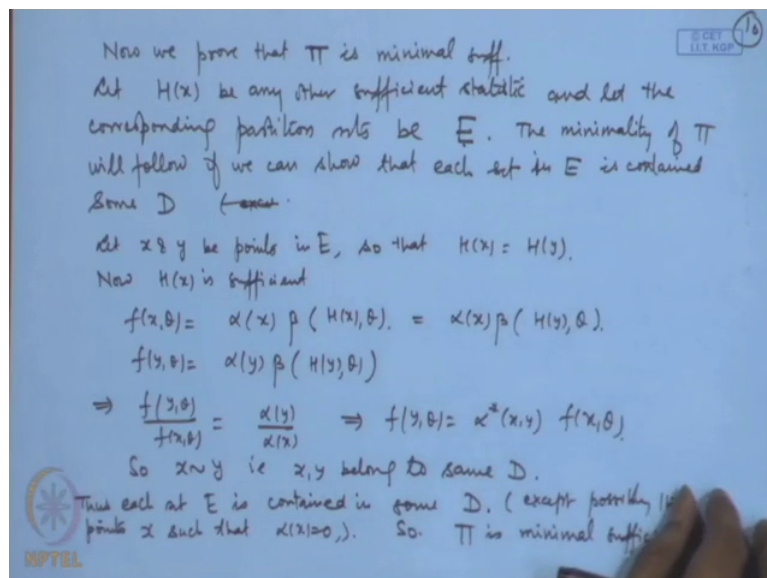 10
© CET
I.I.T. KGP
Now we prove that Π is minimal suff.
Let H(x) be any other sufficient statistic and let the
corresponding partition sets be E. The minimality of Π
will follow if we can show that each set in E is contained
some D
Let x & y be points in E, so that H(x) = H(y).
Now H(x) is sufficient
f(x,θ) = α(x) β(H(x),θ). = α(x) β(H(y),θ).
f(y,θ) = α(y) β(H(y),θ)
⇒ f(y,θ)/f(x,θ) = α(y)/α(x) ⇒ f(y,θ) = α*(x,y) f(x,θ).
So x~y ie x,y belong to same D.
Thus each set E is contained in some D. (except possibly
points x such that α(x)=0,). So. Π is minimal
NPTEL